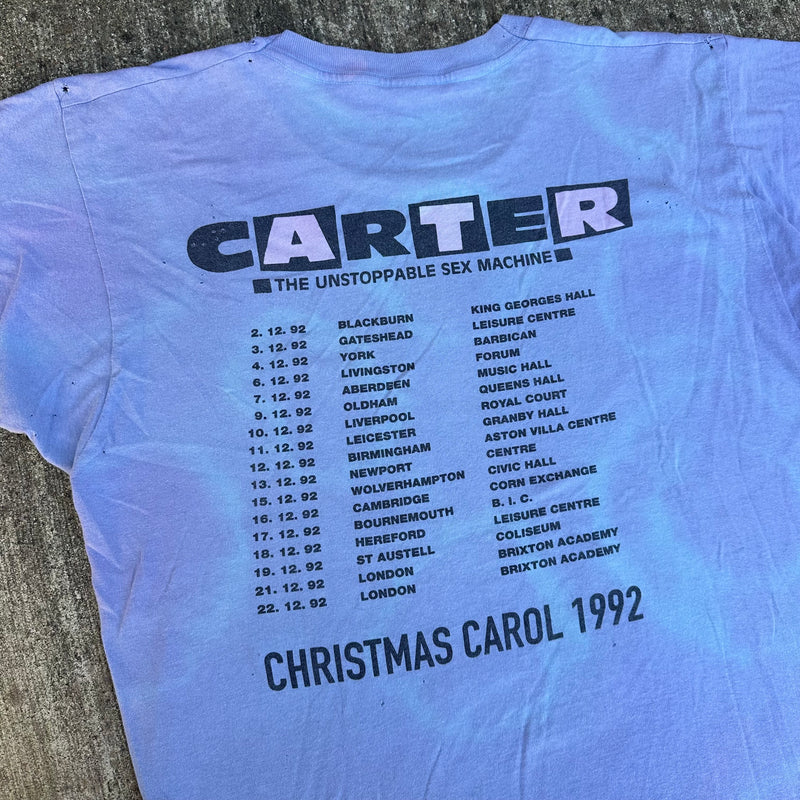 CARTER
THE UNSTOPPABLE SEX MACHINE
2. 12. 92 BLACKBURN KING GEORGES HALL
3. 12. 92 GATESHEAD LEISURE CENTRE
4. 12. 92 YORK BARBICAN
6. 12. 92 LIVINGSTON FORUM
7. 12. 92 ABERDEEN MUSIC HALL
9. 12. 92 OLDHAM QUEENS HALL
10. 12. 92 LIVERPOOL ROYAL COURT
11. 12. 92 LEICESTER GRANBY HALL
12. 12. 92 BIRMINGHAM ASTON VILLA CENTRE
13. 12. 92 NEWPORT CENTRE
15. 12. 92 WOLVERHAMPTON CIVIC HALL
16. 12. 92 CAMBRIDGE CORN EXCHANGE
17. 12. 92 BOURNEMOUTH B. I. C.
18. 12. 92 HEREFORD LEISURE CENTRE
19. 12. 92 ST AUSTELL COLISEUM
21. 12. 92 LONDON BRIXTON ACADEMY
22. 12. 92 LONDON BRIXTON ACADEMY
CHRISTMAS CAROL 1992